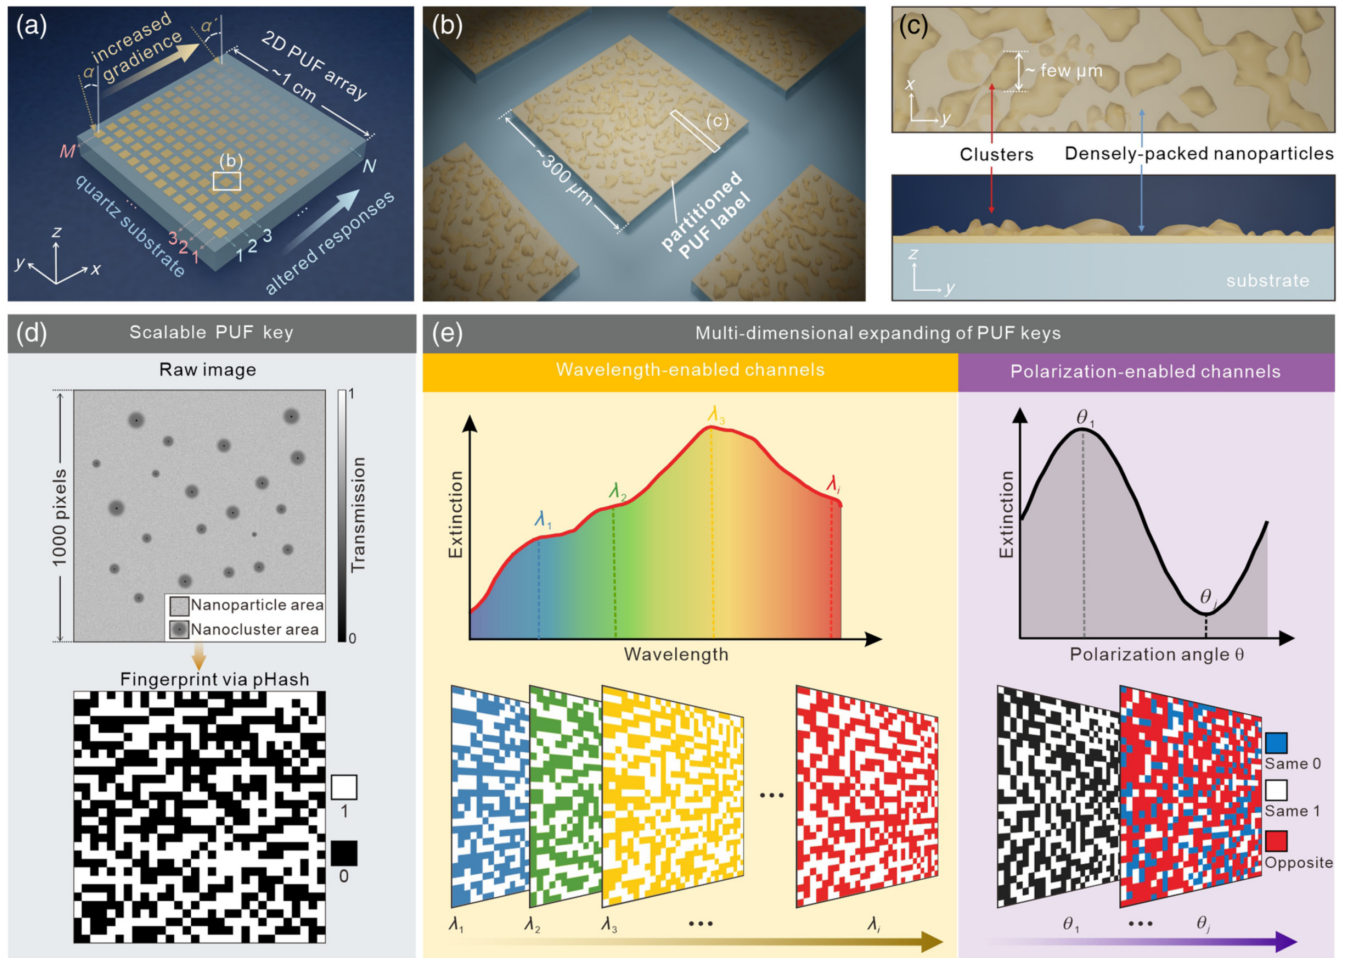 (a)
α
increased
gradience
α′
2D PUF array
~1 cm
M
N
(b)
quartz substrate
...
3
2
1
1
2
3
...
altered responses
z
y
x
(b)
~300 μm
(c)
partitioned
PUF label
(c)
~ few μm
x
y
Clusters
Densely-packed nanoparticles
z
y
substrate
(d)
Scalable PUF key
Raw image
1000 pixels
1
Transmission
0
Nanoparticle area
Nanocluster area
Fingerprint via pHash
1
0
(e)
Multi-dimensional expanding of PUF keys
Wavelength-enabled channels
Extinction
λ1
λ2
λ3
λi
Wavelength
...
λ1
λ2
λ3
...
λi
Polarization-enabled channels
Extinction
θ1
θj
Polarization angle θ
Same 0
Same 1
Opposite
θ1
...
θj